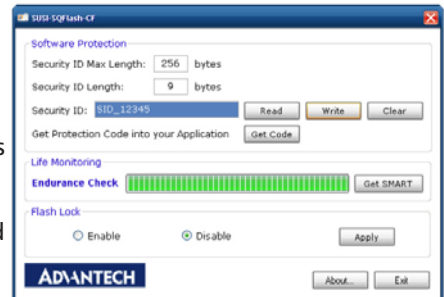 SUSI-SQFlash-CF
Software Protection
Security ID Max Length: 256 bytes
Security ID Length: 9 bytes
Security ID: SID_12345 Read Write Clear
Get Protection Code into your Application Get Code
s
Life Monitoring
Endurance Check Get SMART
Flash Lock
d
Enable Disable Apply
ADVANTECH About... Exit